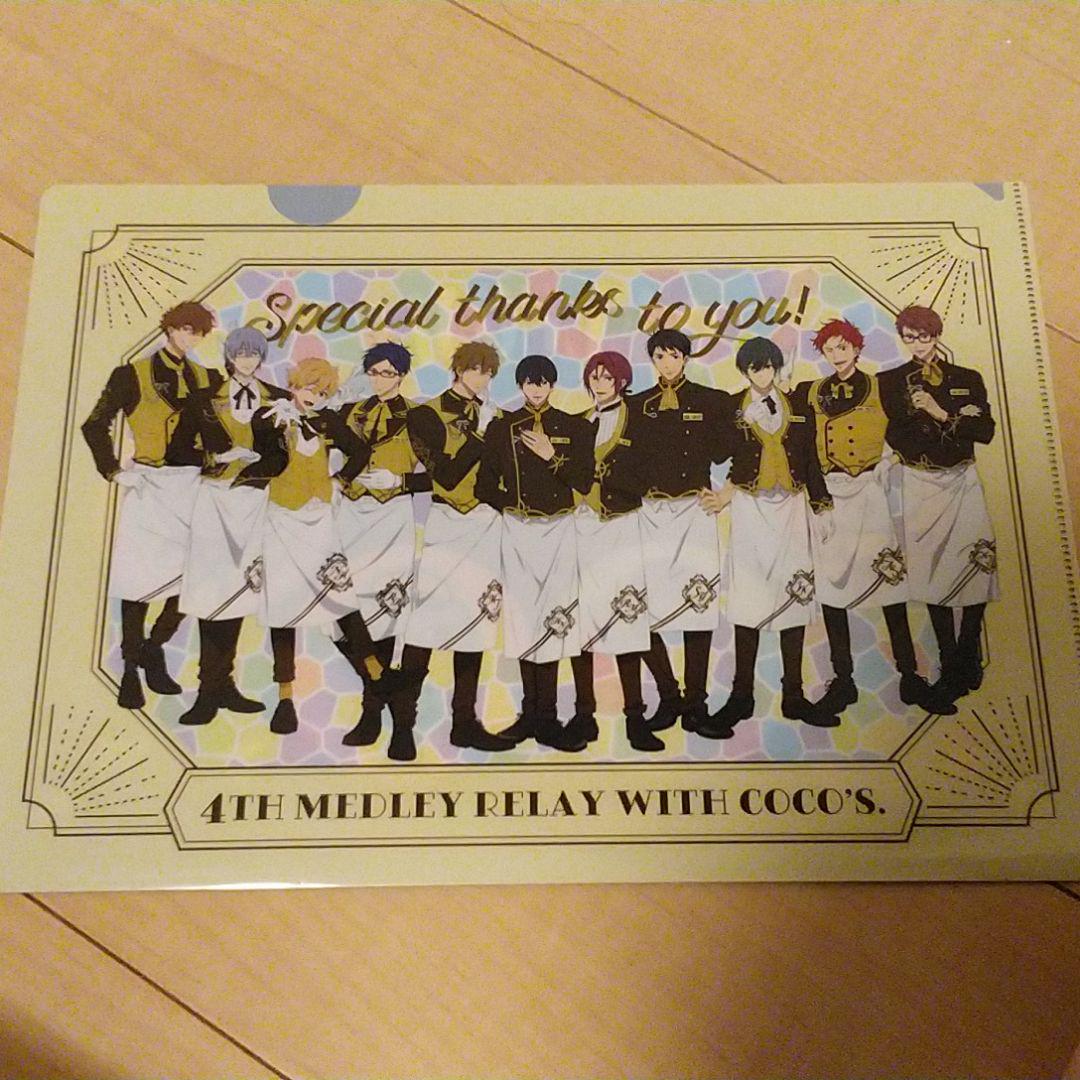 Special thanks to you!
4TH MEDLEY RELAY WITH COCO'S.